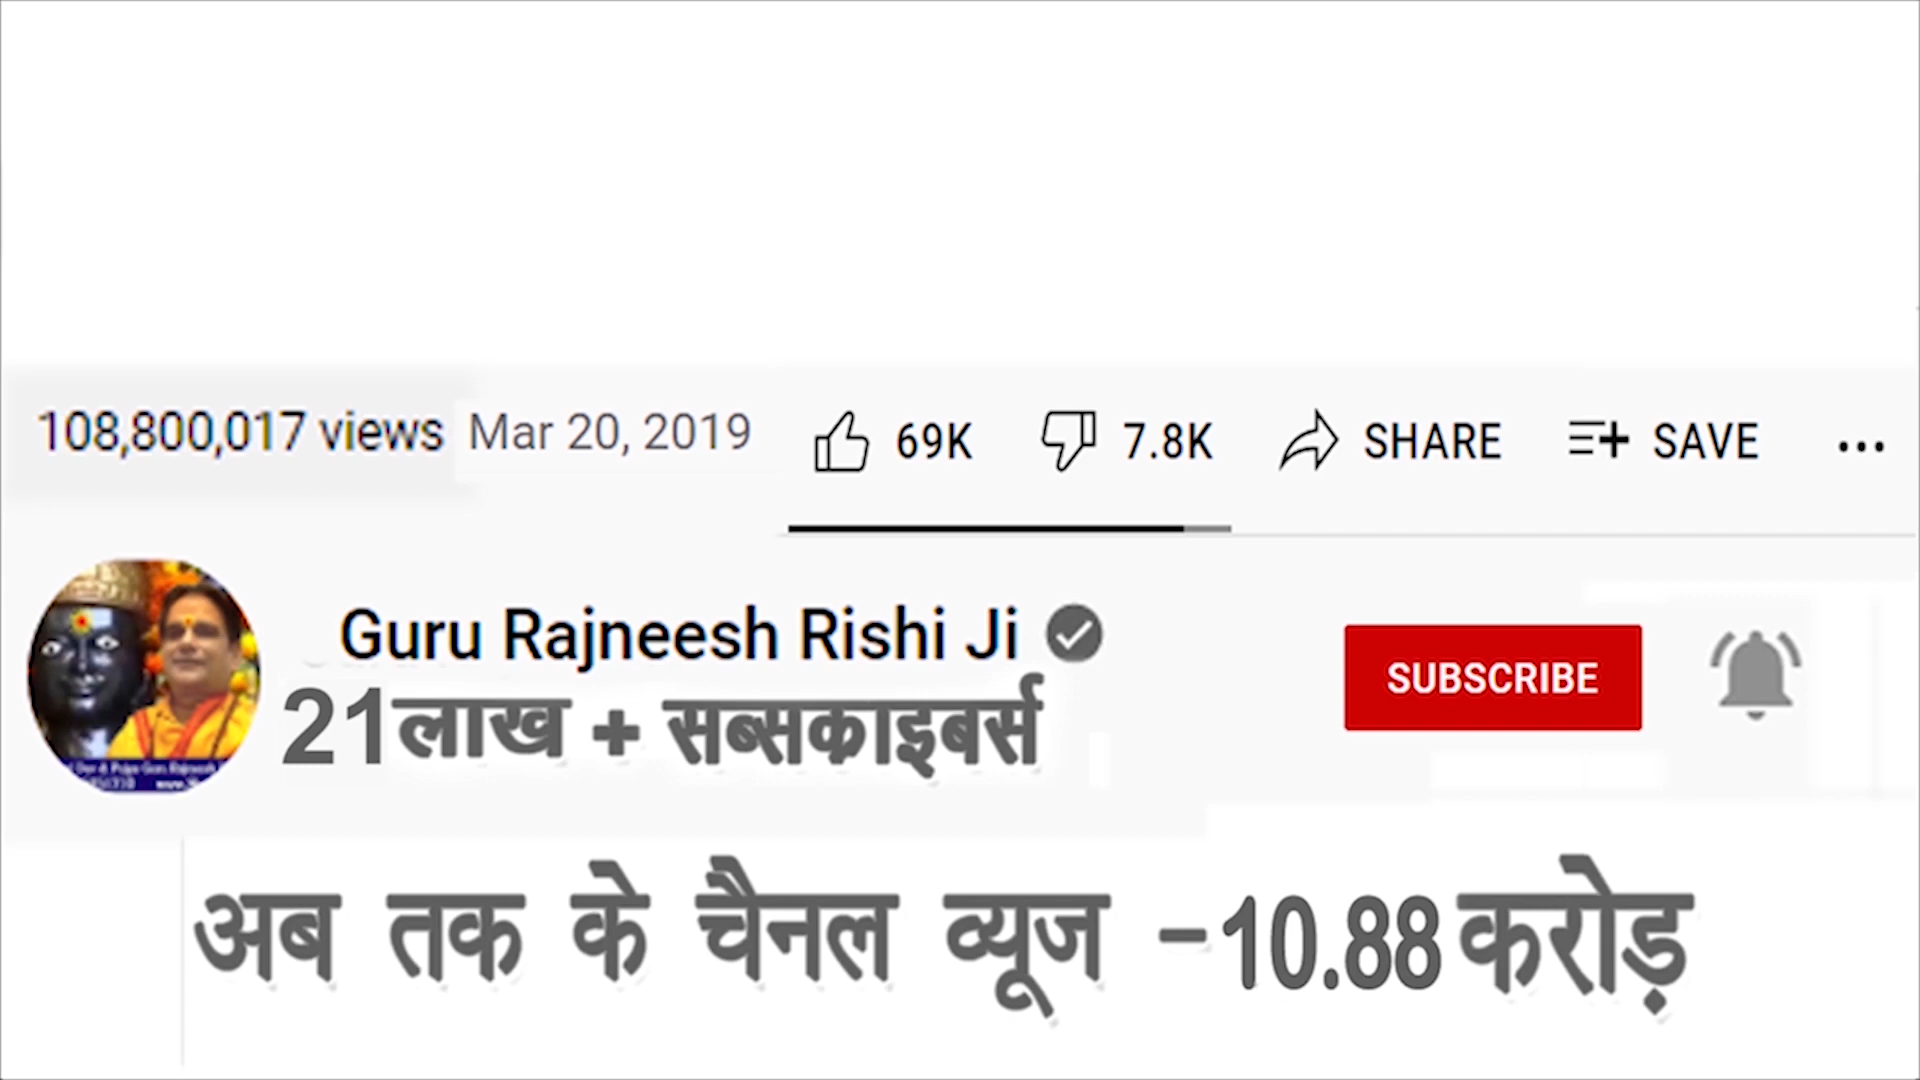 108,800,017 views Mar 20, 2019 69K 7.8K SHARE SAVE ...
Guru Rajneesh Rishi Ji
SUBSCRIBE
21लाख + सब्सक्राइबर्स
अब तक के चैनल व्यूज -10.88 करोड़